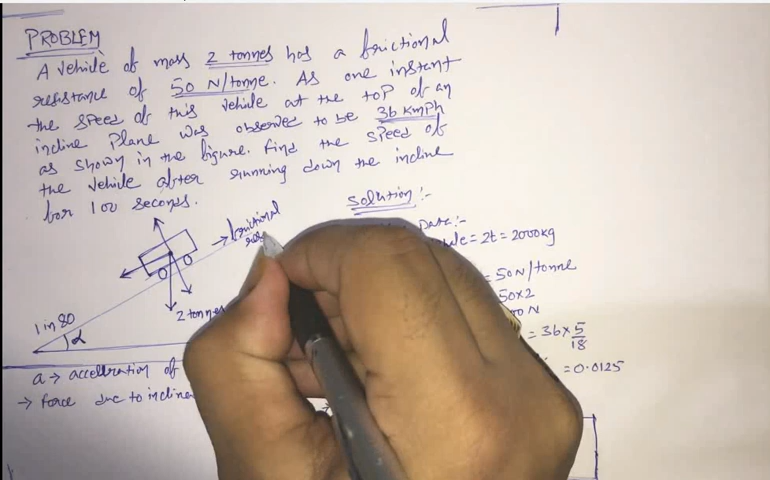 PROBLEM
A Vehicle of mass 2 tonnes has a frictional
resistance of 50 N/tonne. As one instant
the speed of this vehicle at the top of an
incline Plane was observed to be 36 KmPh
as shown in the figure. Find the speed of
the vehicle after running down the incline
for 100 seconds.
Solution :-
Data:-
= 2t = 2000kg
= 50N/tonne
50x2
= 36 x 5/18
= 0.0125
frictional
2 tonnes
1 in 80
α
a → acceleration of
→ Force due to incline